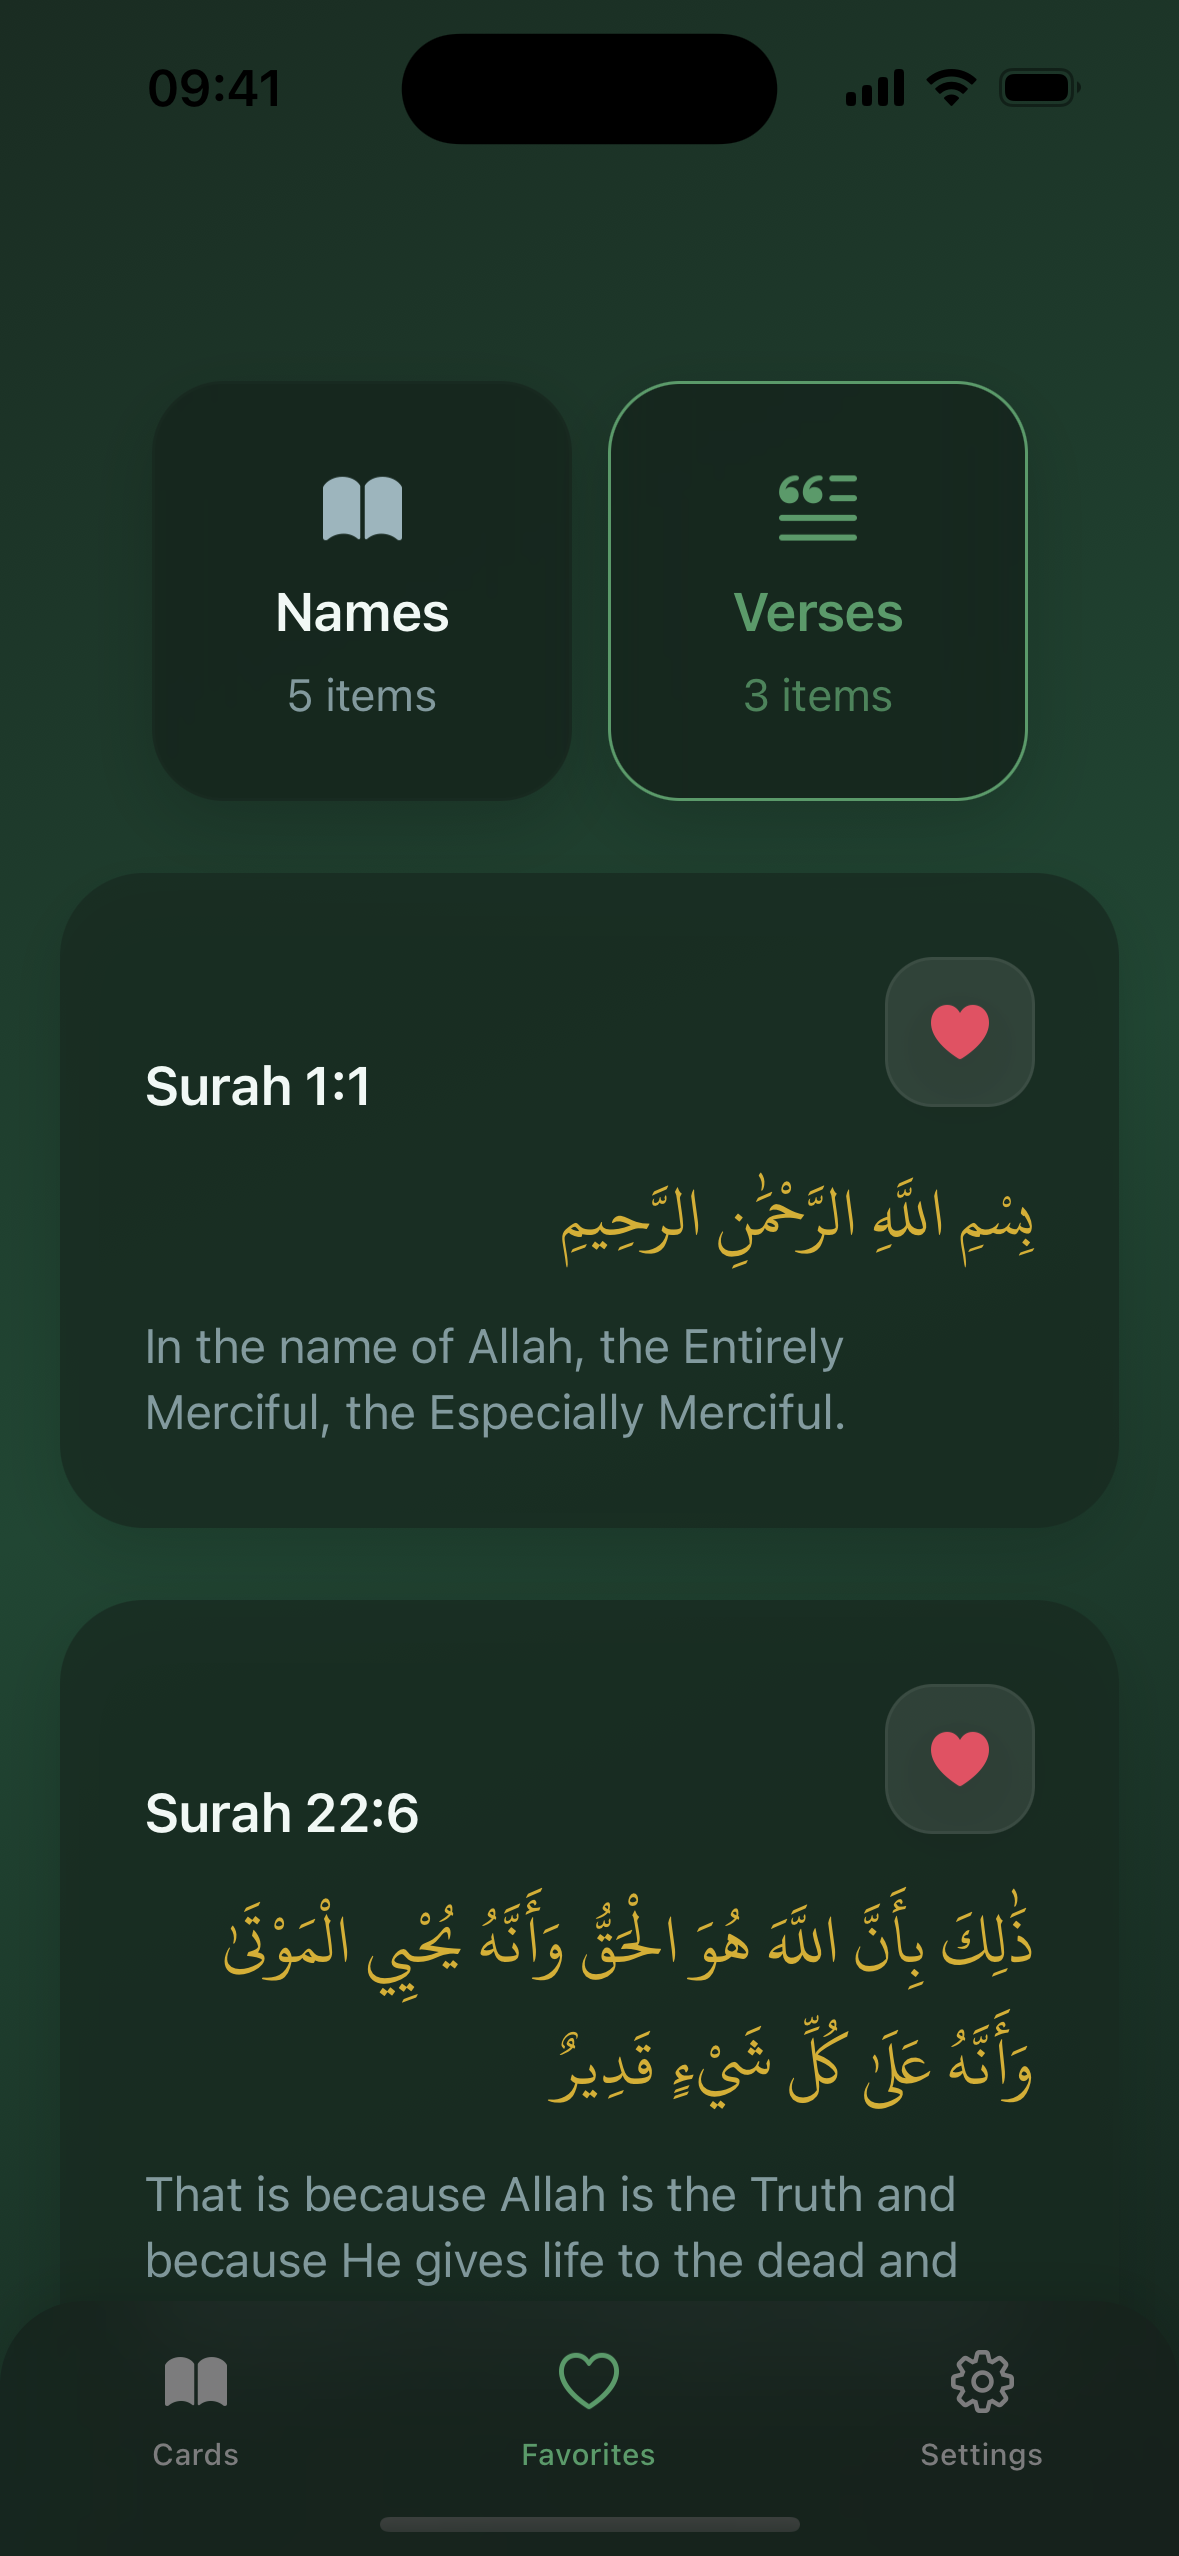 09:41
Names
5 items
Verses
3 items
Surah 1:1
بِسْمِ اللَّهِ الرَّحْمَٰنِ الرَّحِيمِ
In the name of Allah, the Entirely
Merciful, the Especially Merciful.
Surah 22:6
ذَٰلِكَ بِأَنَّ اللَّهَ هُوَ الْحَقُّ وَأَنَّهُ يُحْيِي الْمَوْتَىٰ
وَأَنَّهُ عَلَىٰ كُلِّ شَيْءٍ قَدِيرٌ
That is because Allah is the Truth and
because He gives life to the dead and
Cards
Favorites
Settings